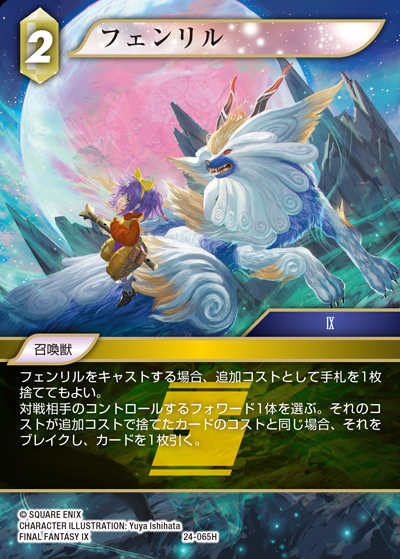 2
フェンリル
IX
召喚獣
フェンリルをキャストする場合、追加コストとして手札を1枚
捨ててもよい。
対戦相手のコントロールするフォワード1体を選ぶ。それのコ
ストが追加コストで捨てたカードのコストと同じ場合、それを
ブレイクし、カードを1枚引く。
© SQUARE ENIX
CHARACTER ILLUSTRATION: Yuya Ishihata
FINAL FANTASY IX
24-065H